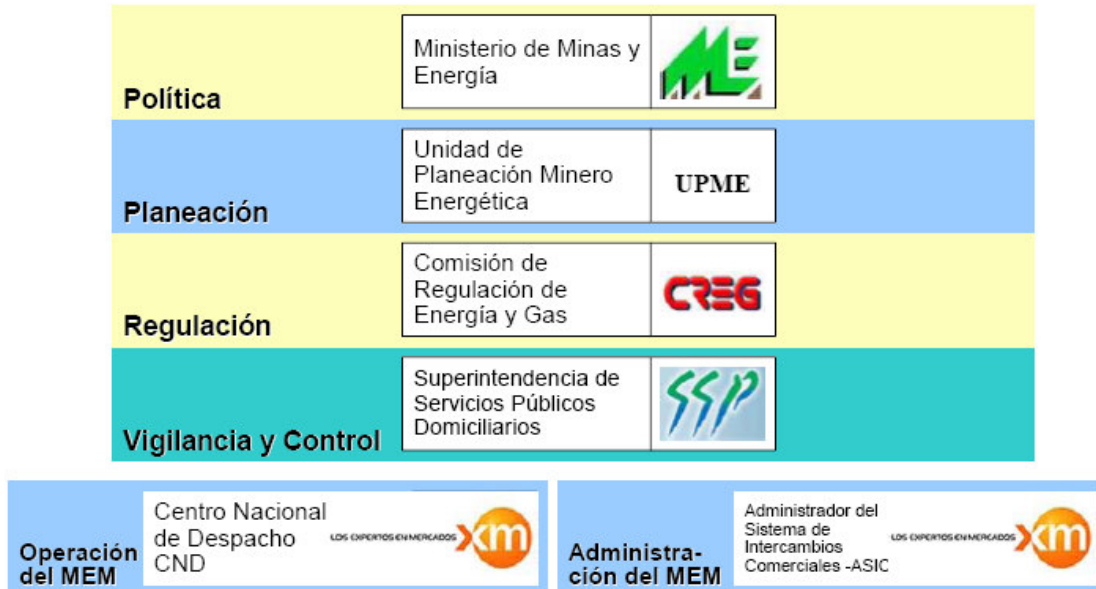 Ministerio de Minas y
Energía
ME
Política
Unidad de
Planeación Minero
Energética
UPME
Planeación
Comisión de
Regulación de
Energía y Gas
CREG
Regulación
Superintendencia de
Servicios Públicos
Domiciliarios
SSP
Vigilancia y Control
Centro Nacional
de Despacho
CND
LOS EXPERTOS EN MERCADOS
xm
Operación
del MEM
Administrador del
Sistema de
Intercambios
Comerciales -ASIC
LOS EXPERTOS EN MERCADOS
xm
Administra-
ción del MEM